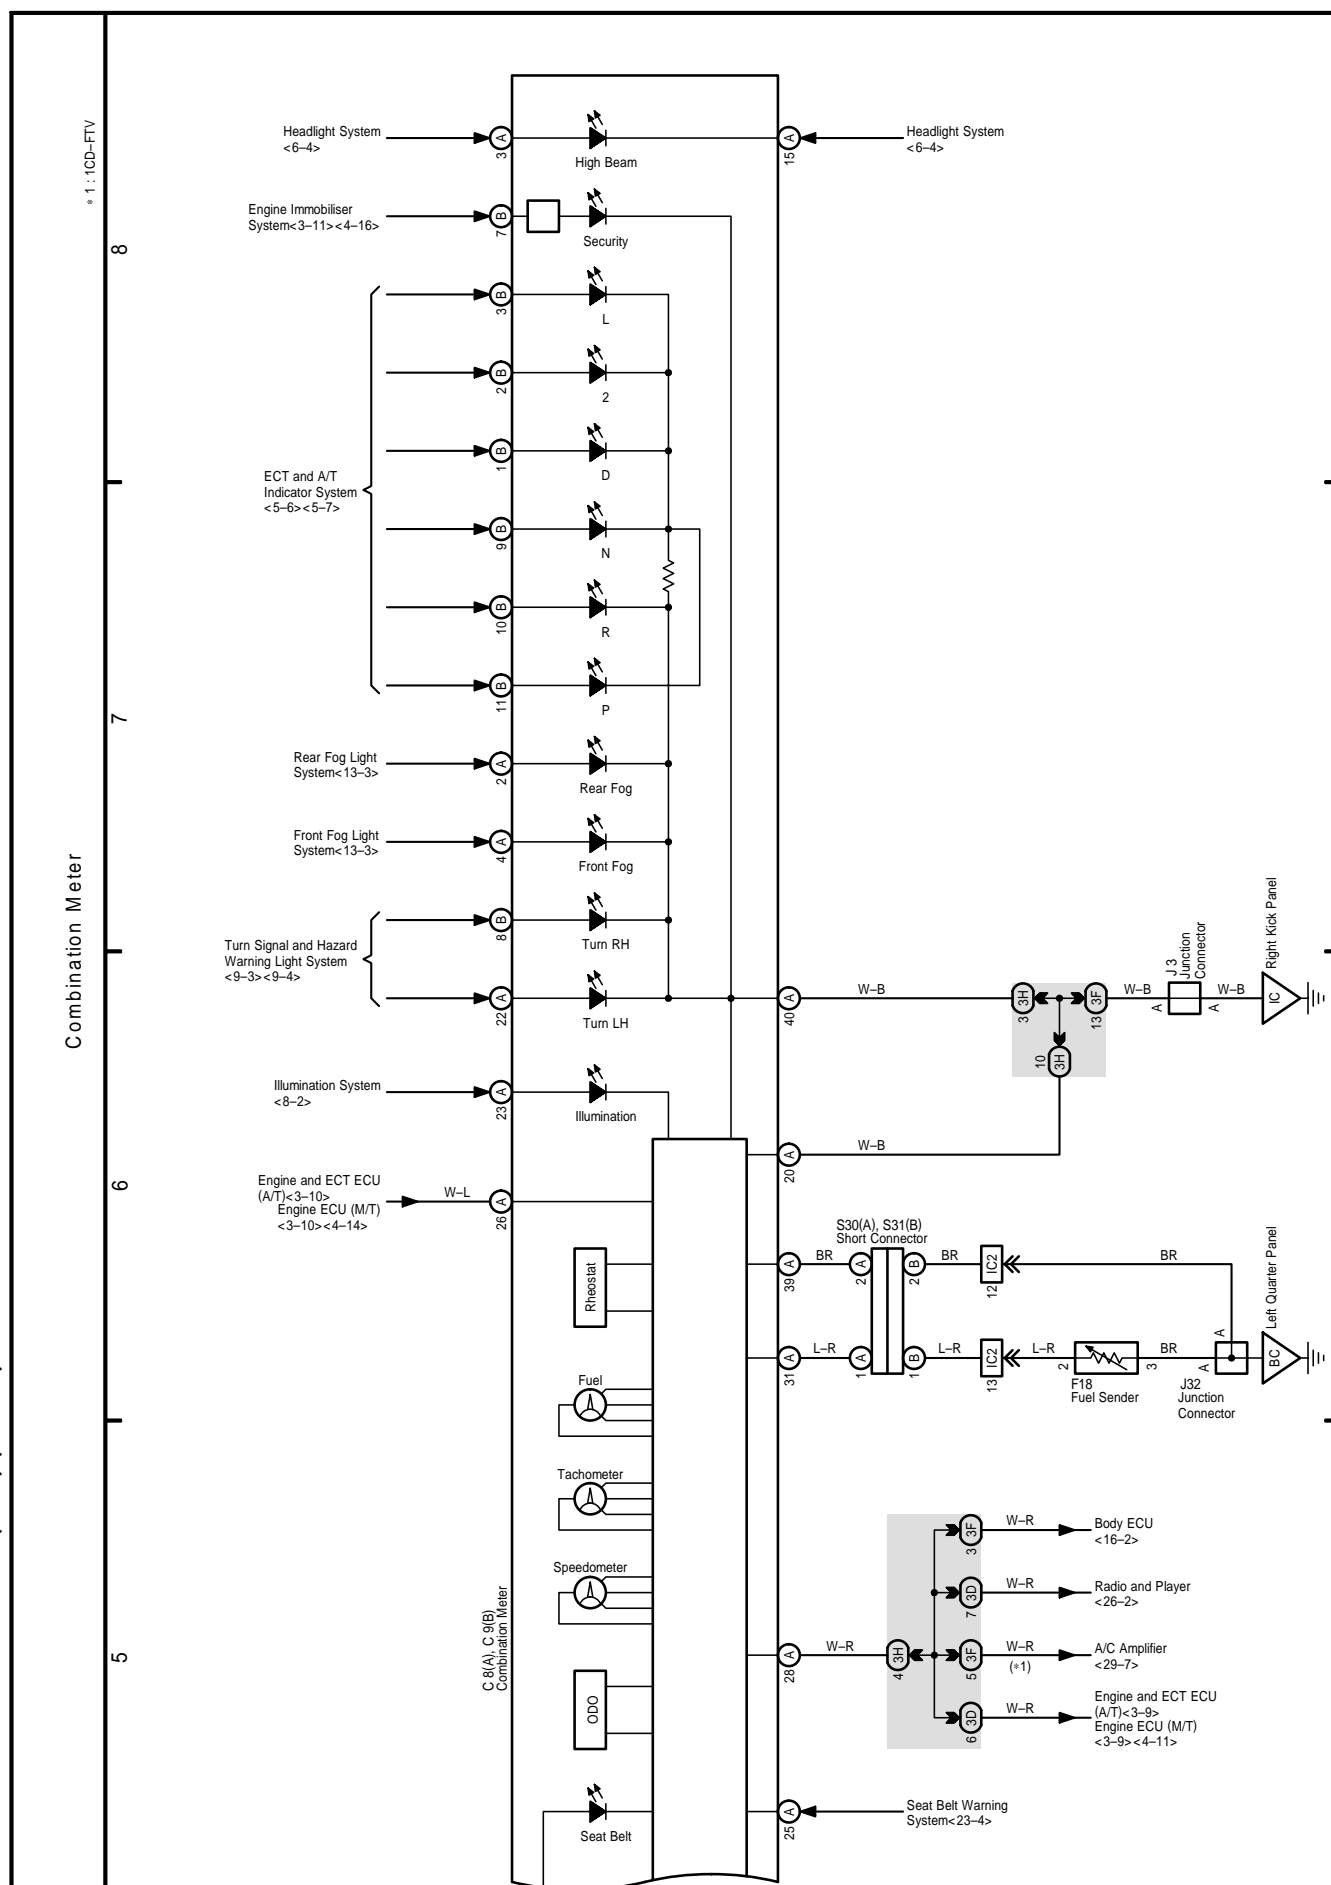 Combination Meter
* 1 : 1CD–FTV
8
7
6
5
Headlight System
<6–4>
3
A
High Beam
A
15
Headlight System
<6–4>
Engine Immobiliser
System<3–11><4–16>
7
B
Security
ECT and A/T
Indicator System
<5–6><5–7>
3
B
L
2
B
2
1
B
D
9
B
N
10
B
R
11
B
P
Rear Fog Light
System<13–3>
2
A
Rear Fog
Front Fog Light
System<13–3>
4
A
Front Fog
Turn Signal and Hazard
Warning Light System
<9–3><9–4>
8
B
Turn RH
22
A
Turn LH
A
40
W–B
3
3H
13
3F
10
3H
W–B
A
J 3
Junction
Connector
A
W–B
IC
Right Kick Panel
Illumination System
<8–2>
23
A
Illumination
A
20
W–B
Engine and ECT ECU
(A/T)<3–10>
Engine ECU (M/T)
<3–10><4–14>
W–L
26
A
Rheostat
A
39
BR
2
A
S30(A), S31(B)
Short Connector
B
2
BR
IC2
12
BR
A
31
L–R
1
A
B
1
L–R
IC2
13
L–R
2
F18
Fuel Sender
3
BR
A
A
J32
Junction
Connector
BC
Left Quarter Panel
Fuel
Tachometer
Speedometer
C 8(A), C 9(B)
Combination Meter
ODO
A
28
W–R
4
3H
3
3F
W–R
Body ECU
<16–2>
7
3D
W–R
Radio and Player
<26–2>
5
3F
W–R
(*1)
A/C Amplifier
<29–7>
6
3D
W–R
Engine and ECT ECU
(A/T)<3–9>
Engine ECU (M/T)
<3–9><4–11>
Seat Belt
A
25
Seat Belt Warning
System<23–4>